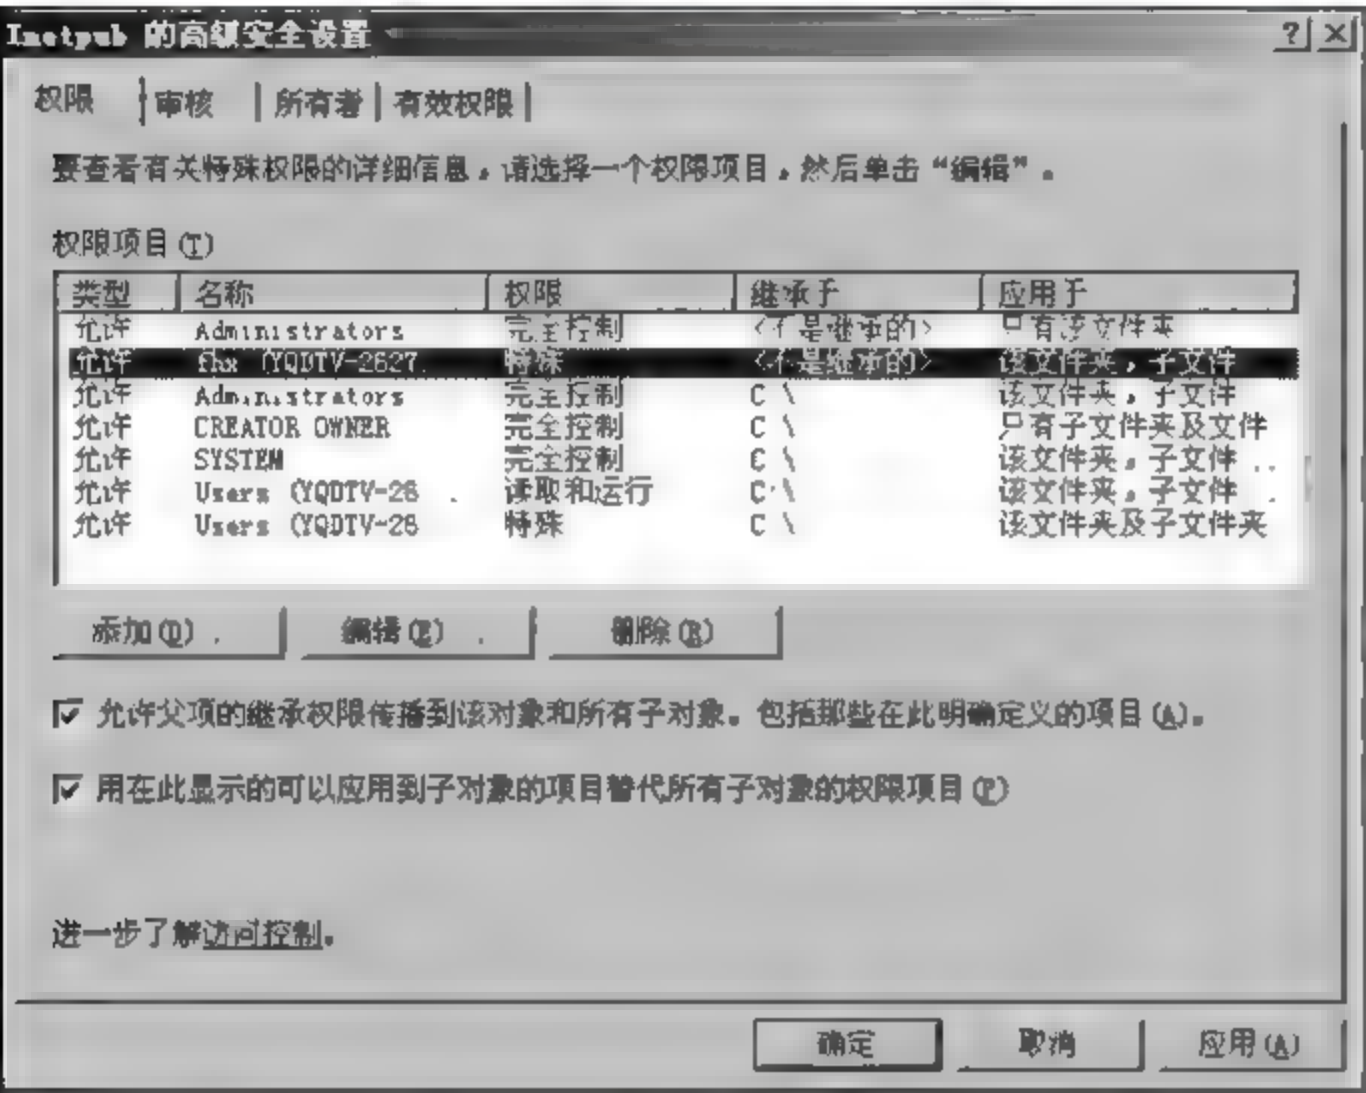 Inetpub 的高级安全设置
权限 审核 所有者 有效权限
要查看有关特殊权限的详细信息，请选择一个权限项目，然后单击“编辑”。
权限项目(T)
类型 名称 权限 继承于 应用于
允许 Administrators 完全控制 <不是继承的> 只有该文件夹
允许 fhx (YQDTV-2627. 特殊 <不是继承的> 该文件夹，子文件
允许 Administrators 完全控制 C \ 该文件夹，子文件
允许 CREATOR OWNER 完全控制 C \ 只有子文件夹及文件
允许 SYSTEM 完全控制 C \ 该文件夹，子文件 ..
允许 Users (YQDTV-26 . 读取和运行 C \ 该文件夹，子文件 .
允许 Users (YQDTV-26 特殊 C \ 该文件夹及子文件夹
添加(D) . 编辑(E) . 删除(R)
允许父项的继承权限传播到该对象和所有子对象。包括那些在此明确定义的项目(A)。
用在此显示的可以应用到子对象的项目替代所有子对象的权限项目(P)
进一步了解访问控制。
确定 取消 应用(A)